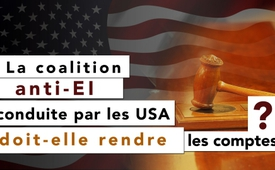 La coalition
anti-EI
conduite par les USA
doit-elle rendre
les comptes
?